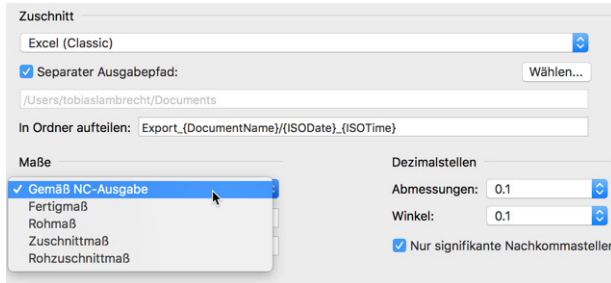 Zuschnitt
Excel (Classic)
Separater Ausgabepfad:
Wählen...
/Users/tobiaslambrecht/Documents
In Ordner aufteilen: Export_{DocumentName}/{ISODate}_{ISOTime}
Maße
Dezimalstellen
Gemäß NC-Ausgabe
Fertigmaß
Rohmaß
Zuschnittmaß
Rohzuschnittmaß
Abmessungen: 0.1
Winkel: 0.1
Nur signifikante Nachkommasteller